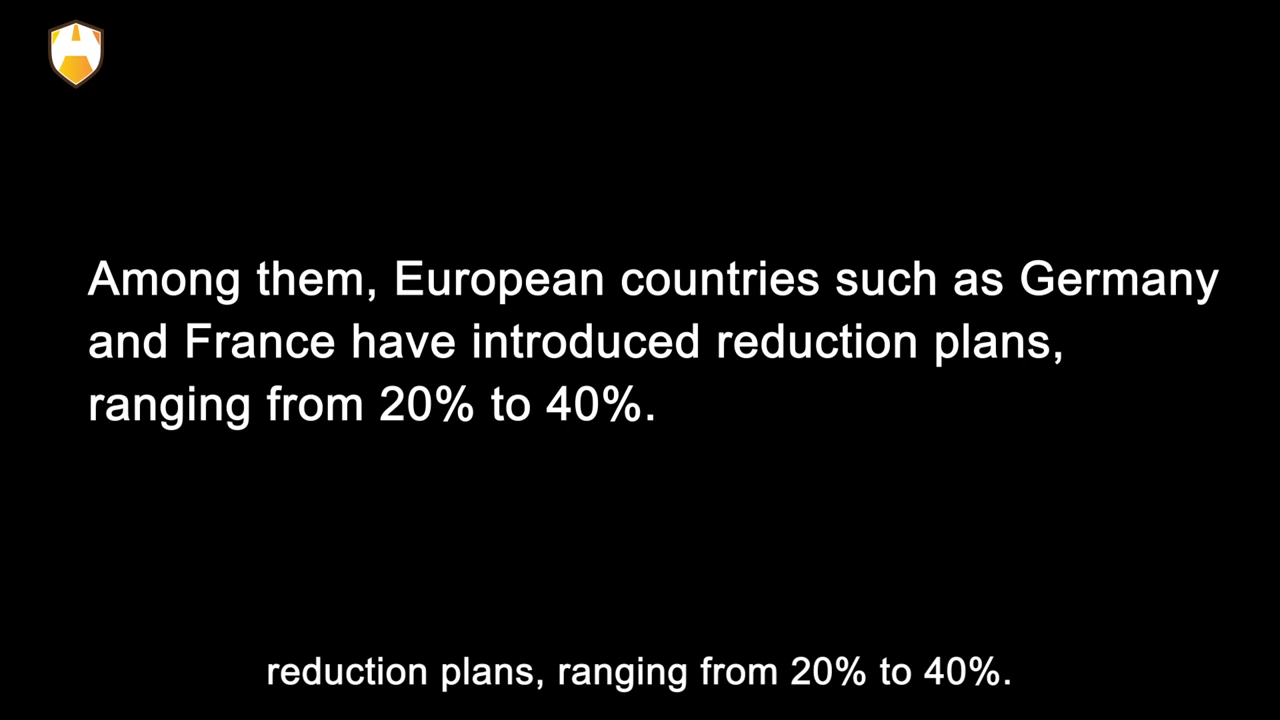 Among them, European countries such as Germany
and France have introduced reduction plans,
ranging from 20% to 40%.
reduction plans, ranging from 20% to 40%.